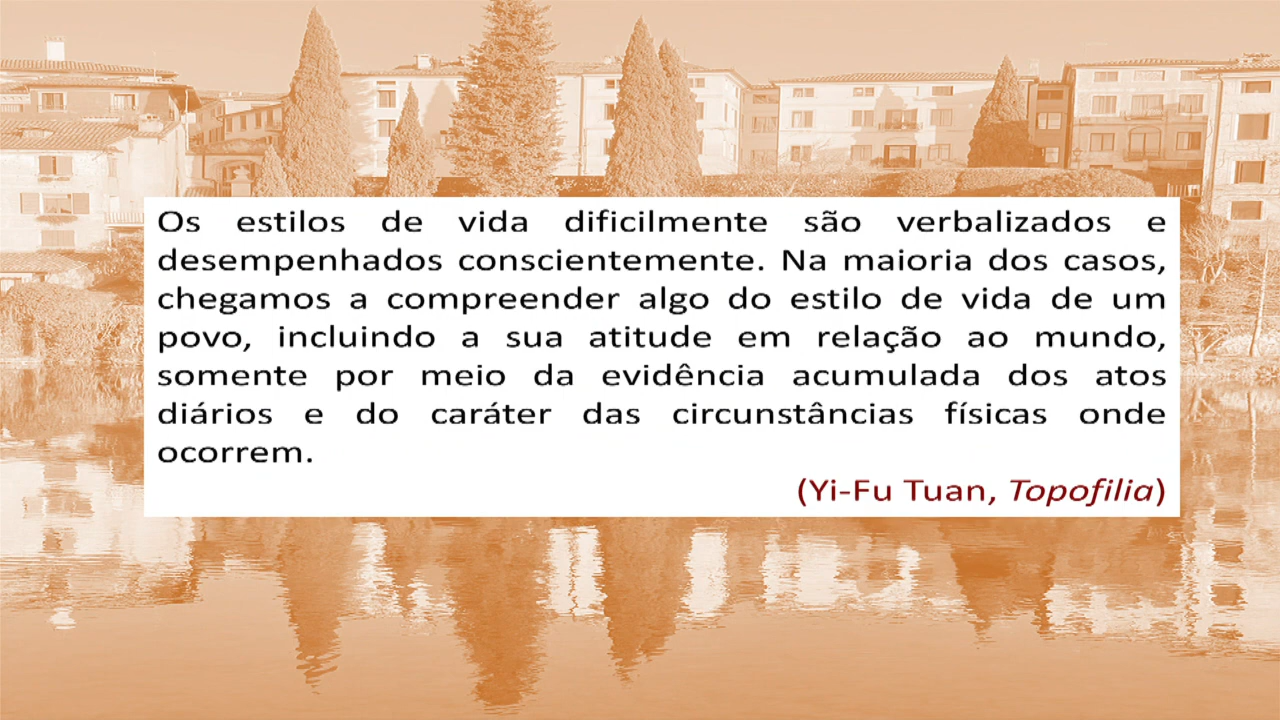 Os estilos de vida dificilmente são verbalizados e
desempenhados conscientemente. Na maioria dos casos,
chegamos a compreender algo do estilo de vida de um
povo, incluindo a sua atitude em relação ao mundo,
somente por meio da evidência acumulada dos atos
diários e do caráter das circunstâncias físicas onde
ocorrem.
(Yi-Fu Tuan, Topofilia)